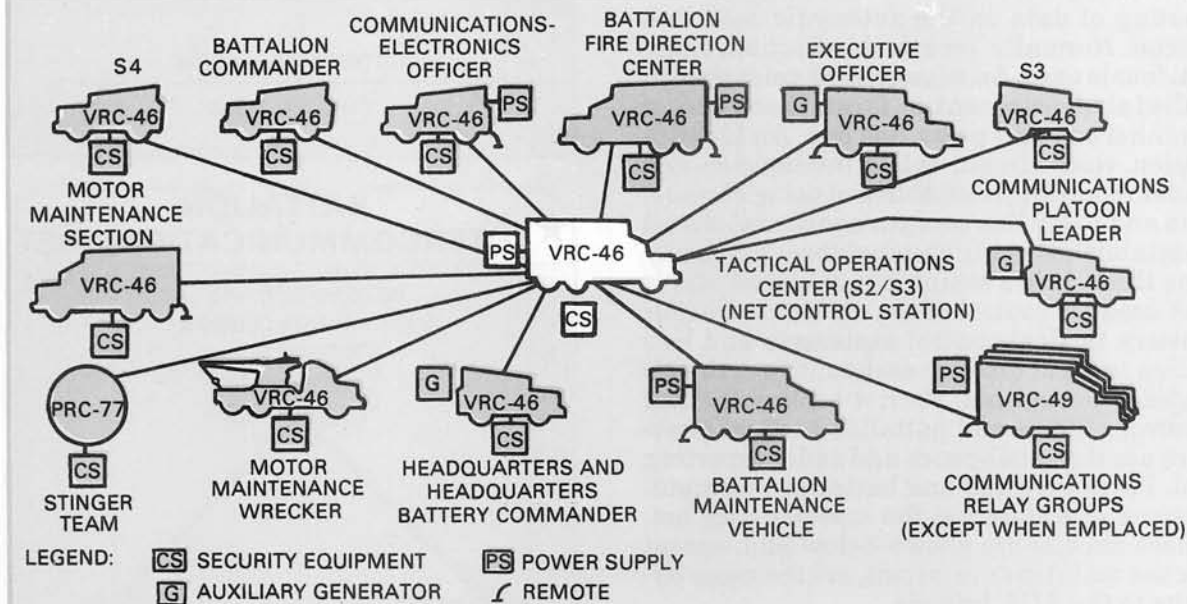 S4
VRC-46
CS
BATTALION
COMMANDER
VRC-46
CS
COMMUNICATIONS-
ELECTRONICS
OFFICER
PS
VRC-46
CS
BATTALION
FIRE DIRECTION
CENTER
PS
VRC-46
CS
EXECUTIVE
OFFICER
G
VRC-46
CS
S3
VRC-46
CS
MOTOR
MAINTENANCE
SECTION
VRC-46
CS
PS
VRC-46
CS
TACTICAL OPERATIONS
CENTER (S2/S3)
(NET CONTROL STATION)
COMMUNICATIONS
PLATOON
LEADER
G
VRC-46
CS
PRC-77
CS
STINGER
TEAM
VRC-46
CS
MOTOR
MAINTENANCE
WRECKER
G
VRC-46
CS
HEADQUARTERS AND
HEADQUARTERS
BATTERY COMMANDER
PS
VRC-46
CS
BATTALION
MAINTENANCE
VEHICLE
PS
VRC-49
CS
COMMUNICATIONS
RELAY GROUPS
(EXCEPT WHEN EMPLACED)
LEGEND:
CS SECURITY EQUIPMENT
PS POWER SUPPLY
G AUXILIARY GENERATOR
REMOTE